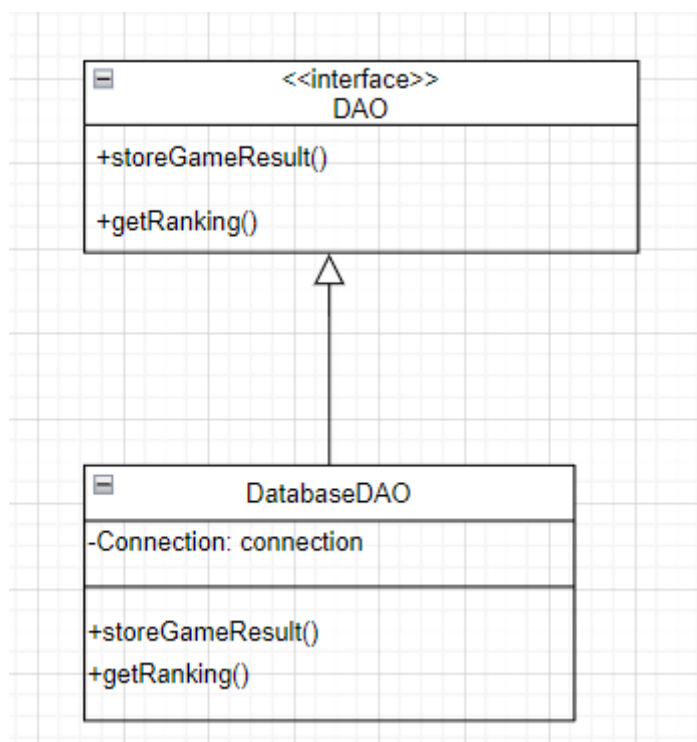 <<interface>>
DAO
+storeGameResult()
+getRanking()
DatabaseDAO
-Connection: connection
+storeGameResult()
+getRanking()